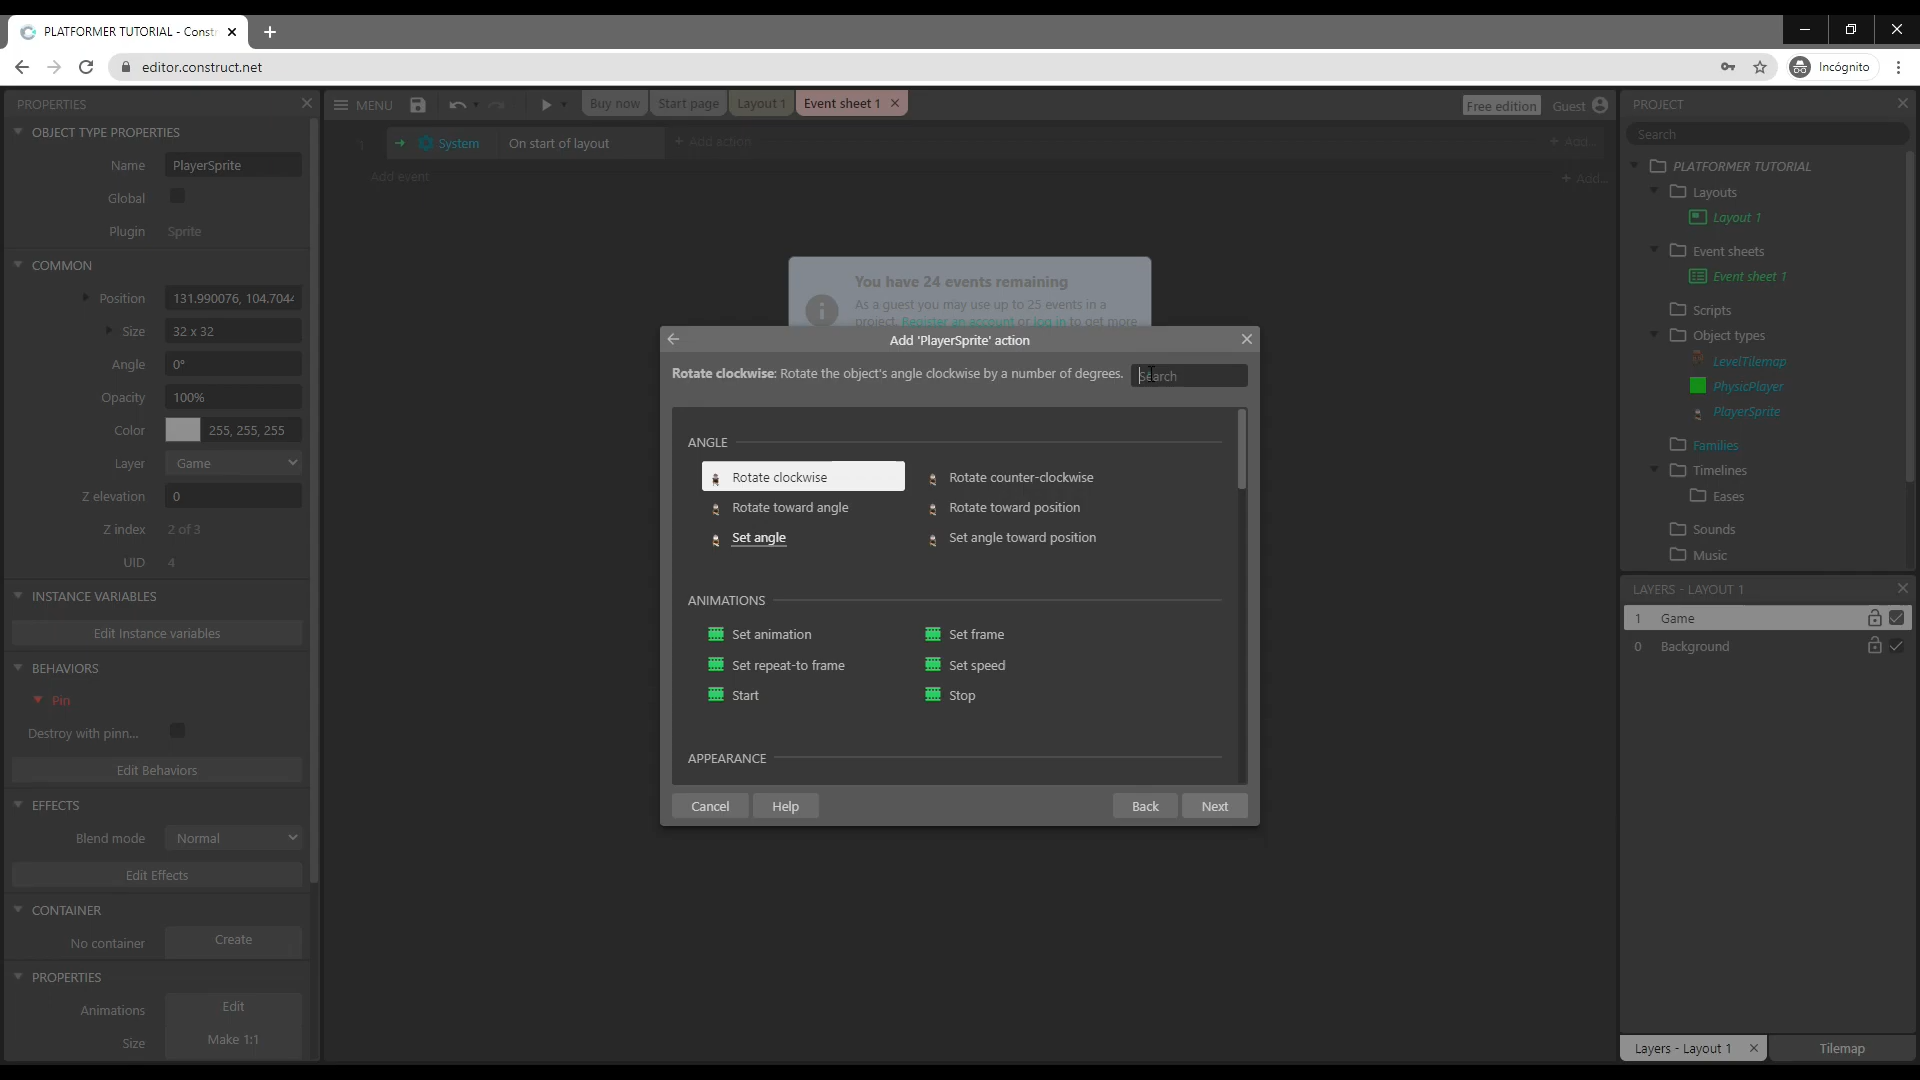 PLATFORMER TUTORIAL - Const
editor.construct.net
Incógnito
PROPERTIES
OBJECT TYPE PROPERTIES
Name PlayerSprite
Global
Plugin Sprite
COMMON
Position 131.990076, 104.7044
Size 32 x 32
Angle 0°
Opacity 100%
Color 255, 255, 255
Layer Game
Z elevation 0
Z index 2 of 3
UID 4
INSTANCE VARIABLES
Edit Instance variables
BEHAVIORS
Pin
Destroy with pinn...
Edit Behaviors
EFFECTS
Blend mode Normal
Edit Effects
CONTAINER
No container Create
PROPERTIES
Animations Edit
Size Make 1:1
MENU Buy now Start page Layout 1 Event sheet 1 Free edition Guest
1 System On start of layout + Add action + Add...
Add event + Add...
You have 24 events remaining
As a guest you may use up to 25 events in a
project. Register an account or log in to get more
Add 'PlayerSprite' action
Rotate clockwise: Rotate the object's angle clockwise by a number of degrees. Search
ANGLE
Rotate clockwise Rotate counter-clockwise
Rotate toward angle Rotate toward position
Set angle Set angle toward position
ANIMATIONS
Set animation Set frame
Set repeat-to frame Set speed
Start Stop
APPEARANCE
Cancel Help Back Next
PROJECT
Search
PLATFORMER TUTORIAL
Layouts
Layout 1
Event sheets
Event sheet 1
Scripts
Object types
LevelTilemap
PhysicPlayer
PlayerSprite
Families
Timelines
Eases
Sounds
Music
LAYERS - LAYOUT 1
1 Game
0 Background
Layers - Layout 1 Tilemap